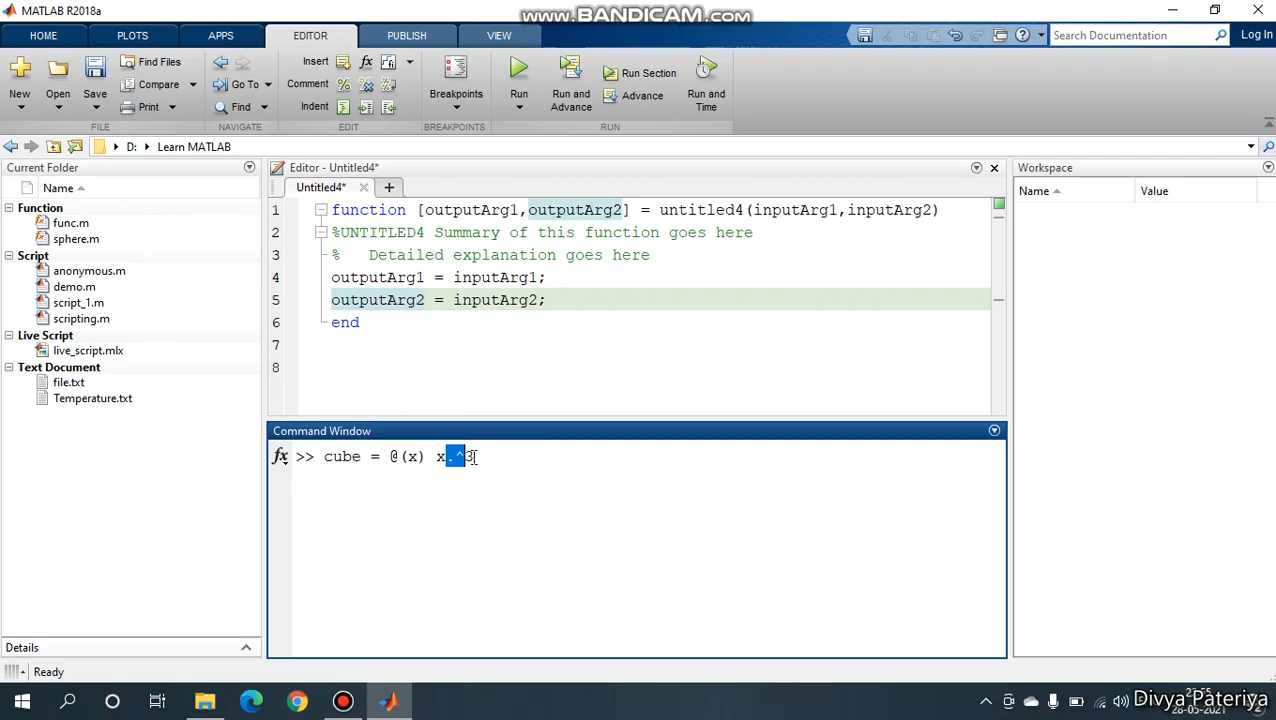 MATLAB R2018a
www.BANDICAM.com
HOME PLOTS APPS EDITOR PUBLISH VIEW
Search Documentation
Log In
New Open Save
Find Files
Compare
Print
Go To
Find
Insert fx
Comment
Indent
Breakpoints
Run
Run and Advance
Run Section
Advance
Run and Time
FILE NAVIGATE EDIT BREAKPOINTS RUN
D: Learn MATLAB
Current Folder
Name
Function
func.m
sphere.m
Script
anonymous.m
demo.m
script_1.m
scripting.m
Live Script
live_script.mlx
Text Document
file.txt
Temperature.txt
Details
Editor - Untitled4*
Untitled4*
1 function [outputArg1,outputArg2] = untitled4(inputArg1,inputArg2)
2 %UNTITLED4 Summary of this function goes here
3 % Detailed explanation goes here
4 outputArg1 = inputArg1;
5 outputArg2 = inputArg2;
6 end
7
8
Command Window
fx >> cube = @(x) x.^3
Workspace
Name Value
Ready
Divya Pateriya
28-05-2021